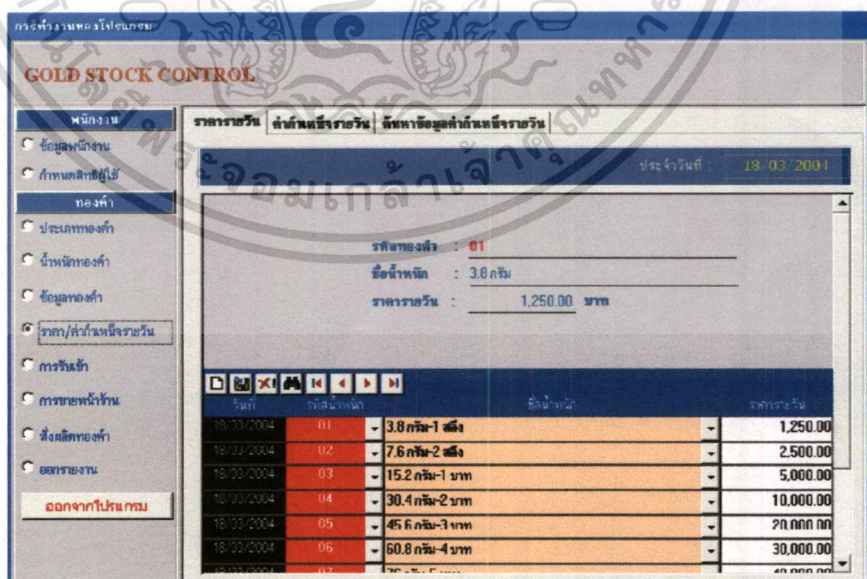 การทำงานของโปรแกรม
GOLD STOCK CONTROL
พนักงาน
ข้อมูลพนักงาน
กำหนดสิทธิผู้ใช้
ทองคำ
ประเภททองคำ
น้ำหนักทองคำ
ข้อมูลทองคำ
ราคา/ค่ากำเหน็จรายวัน
การรับเข้า
การขายหน้าร้าน
สั่งผลิตทองคำ
ออกรายงาน
ออกจากโปรแกรม
ราคารายวัน ค่ากำเหน็จรายวัน ค้นหาข้อมูลค่ากำเหน็จรายวัน
ประจำวันที่ : 18/03/2004
รหัสทองคำ : 01
ชื่อน้ำหนัก : 3.8 กรัม
ราคารายวัน : 1,250.00 บาท
วันที่ รหัสน้ำหนัก ชื่อน้ำหนัก ราคารายวัน
18/03/2004 01 3.8 กรัม-1 สลึง 1,250.00
18/03/2004 02 7.6 กรัม-2 สลึง 2,500.00
18/03/2004 03 15.2 กรัม-1 บาท 5,000.00
18/03/2004 04 30.4 กรัม-2 บาท 10,000.00
18/03/2004 05 45.6 กรัม-3 บาท 20,000.00
18/03/2004 06 60.8 กรัม-4 บาท 30,000.00